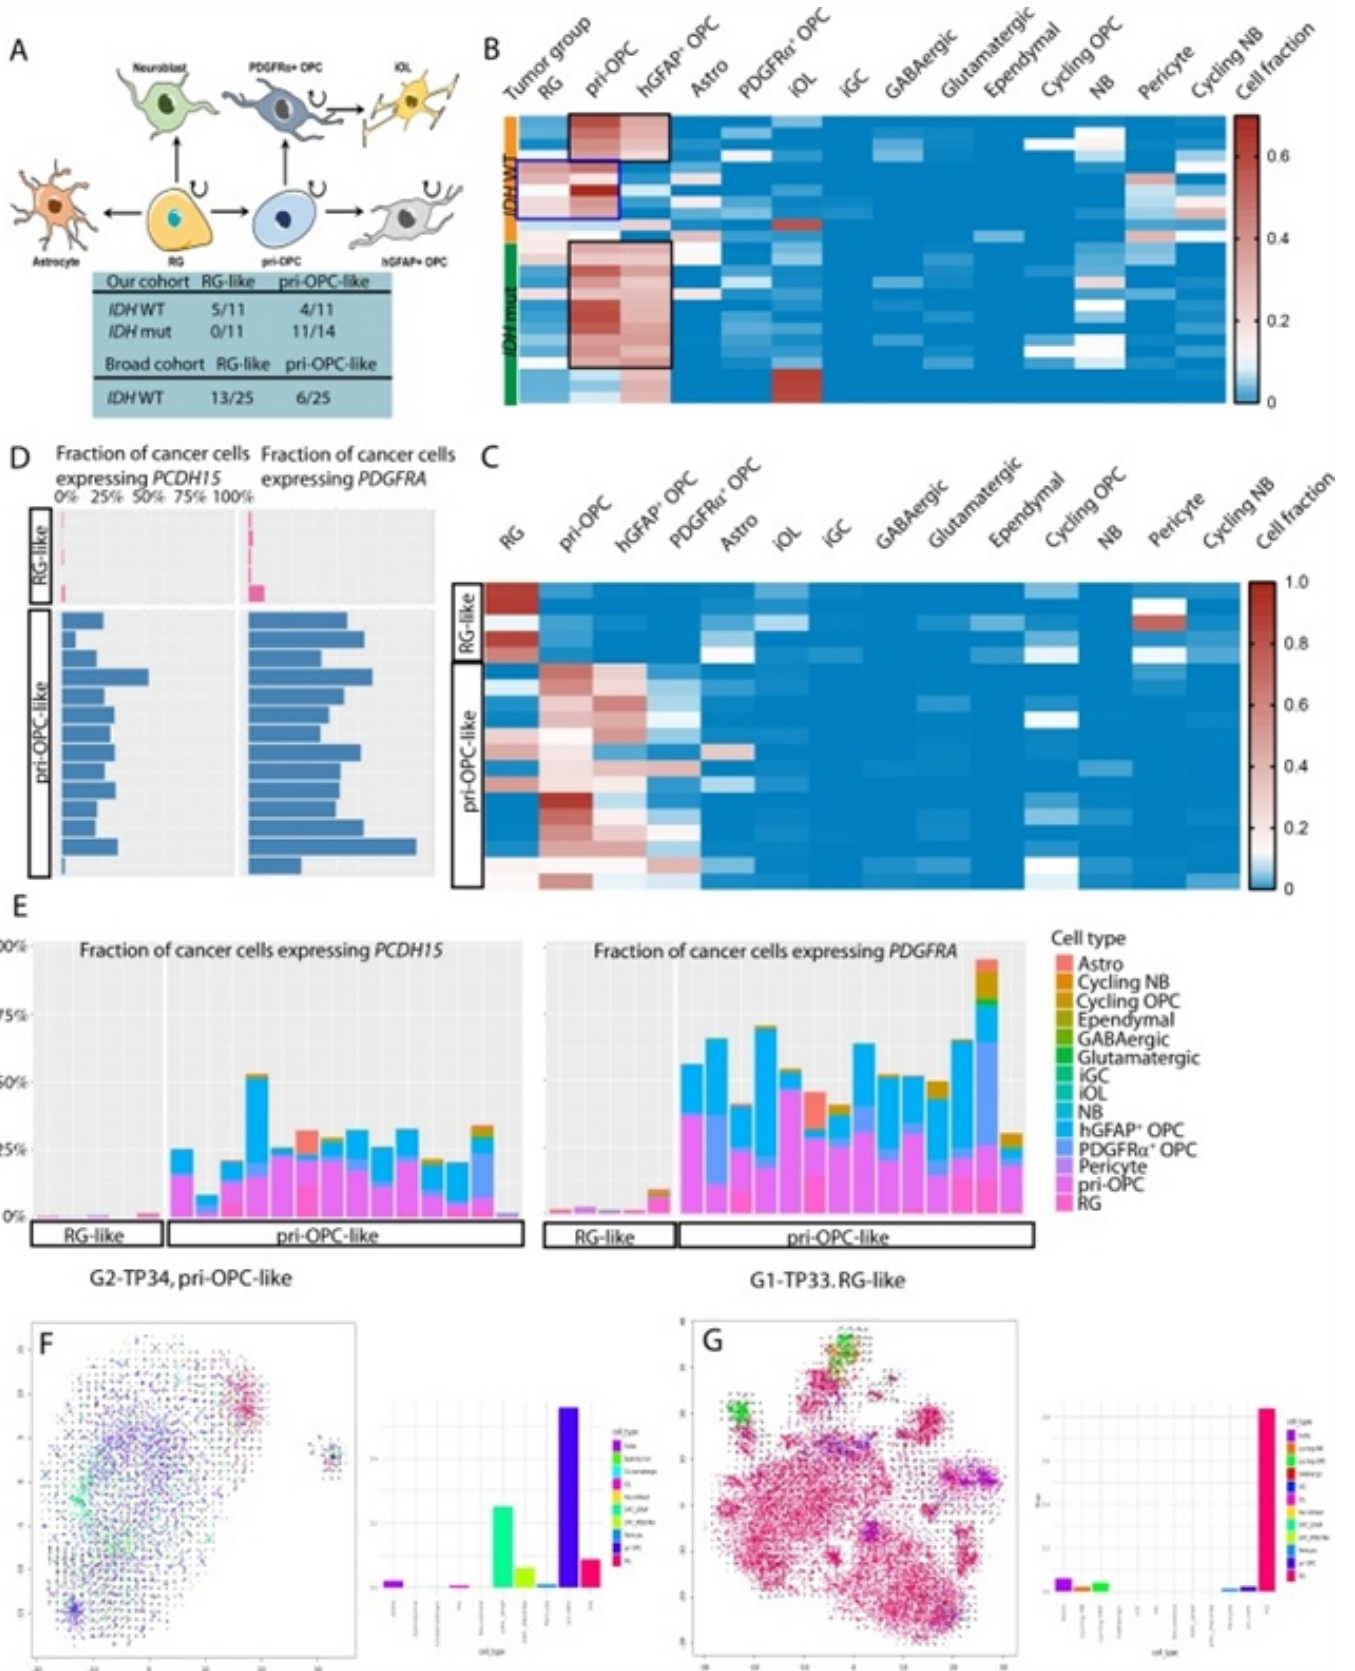 A
Neuroblast
PDGFRα+ OPC
iOL
Astrocyte
RG
pri-OPC
hGFAP+ OPC
Our cohort RG-like pri-OPC-like
IDH WT 5/11 4/11
IDH mut 0/11 11/14
Broad cohort RG-like pri-OPC-like
IDH WT 13/25 6/25
B
Tumor group
RG
pri-OPC
hGFAP⁺ OPC
Astro
PDGFRα⁺ OPC
iOL
iGC
GABAergic
Glutamatergic
Ependymal
Cycling OPC
NB
Pericyte
Cycling NB
Cell fraction
IDH WT
IDH mut
0.6
0.4
0.2
0
D
Fraction of cancer cells
expressing PCDH15
Fraction of cancer cells
expressing PDGFRA
0% 25% 50% 75% 100%
RG-like
pri-OPC-like
C
RG
pri-OPC
hGFAP⁺ OPC
PDGFRα⁺ OPC
Astro
iOL
iGC
GABAergic
Glutamatergic
Ependymal
Cycling OPC
NB
Pericyte
Cycling NB
Cell fraction
RG-like
pri-OPC-like
1.0
0.8
0.6
0.4
0.2
0
E
Fraction of cancer cells expressing PCDH15
00%
75%
50%
25%
0%
RG-like
pri-OPC-like
Fraction of cancer cells expressing PDGFRA
RG-like
pri-OPC-like
Cell type
Astro
Cycling NB
Cycling OPC
Ependymal
GABAergic
Glutamatergic
iGC
iOL
NB
hGFAP⁺ OPC
PDGFRα⁺ OPC
Pericyte
pri-OPC
RG
G2-TP34, pri-OPC-like
G1-TP33. RG-like
F
cell_type
cell_type
G
cell_type
cell_type